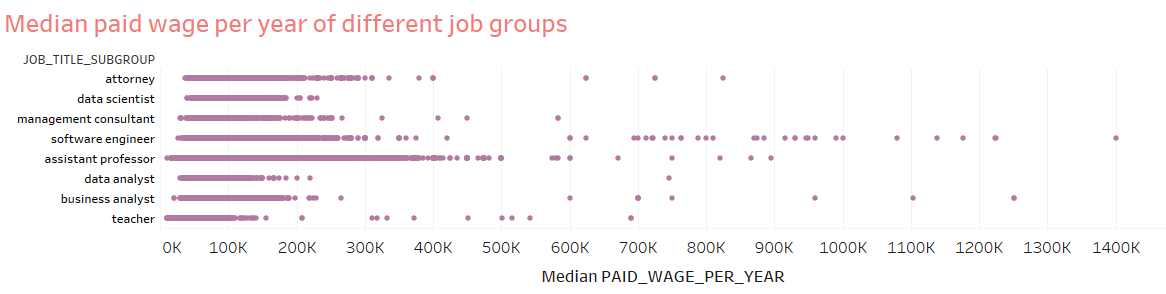 Median paid wage per year of different job groups
JOB_TITLE_SUBGROUP
attorney
data scientist
management consultant
software engineer
assistant professor
data analyst
business analyst
teacher
0K 100K 200K 300K 400K 500K 600K 700K 800K 900K 1000K 1100K 1200K 1300K 1400K
Median PAID_WAGE_PER_YEAR